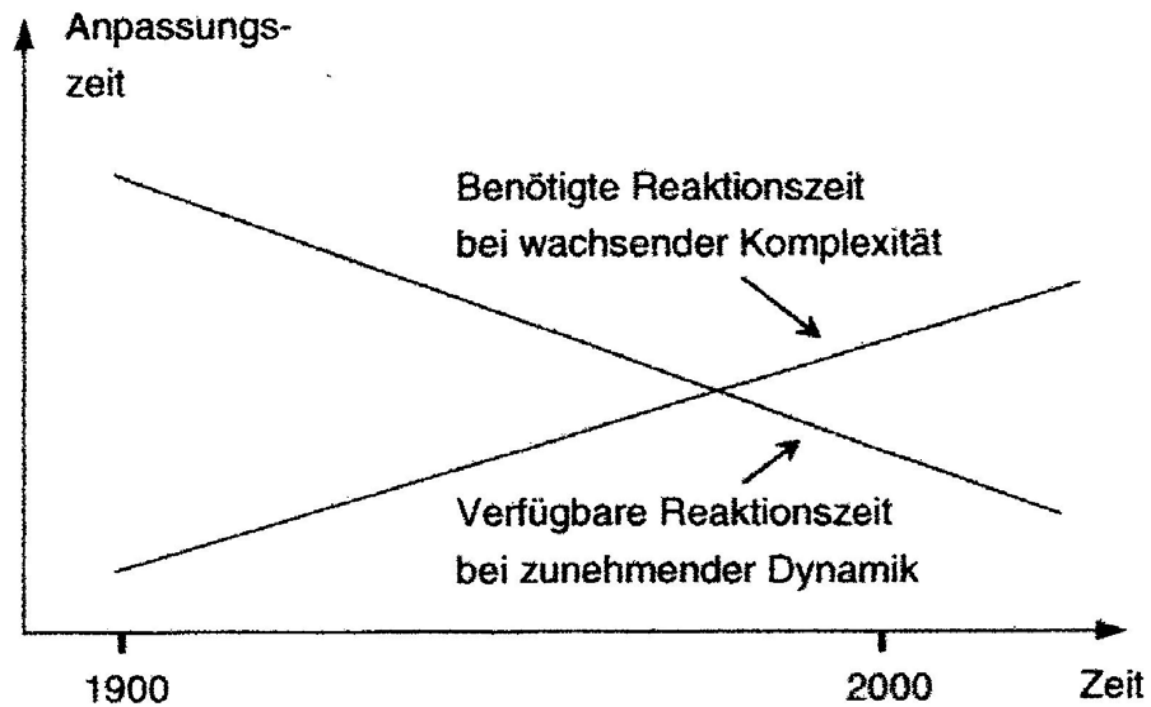 Anpassungs-
zeit
Benötigte Reaktionszeit
bei wachsender Komplexität
Verfügbare Reaktionszeit
bei zunehmender Dynamik
1900
2000
Zeit